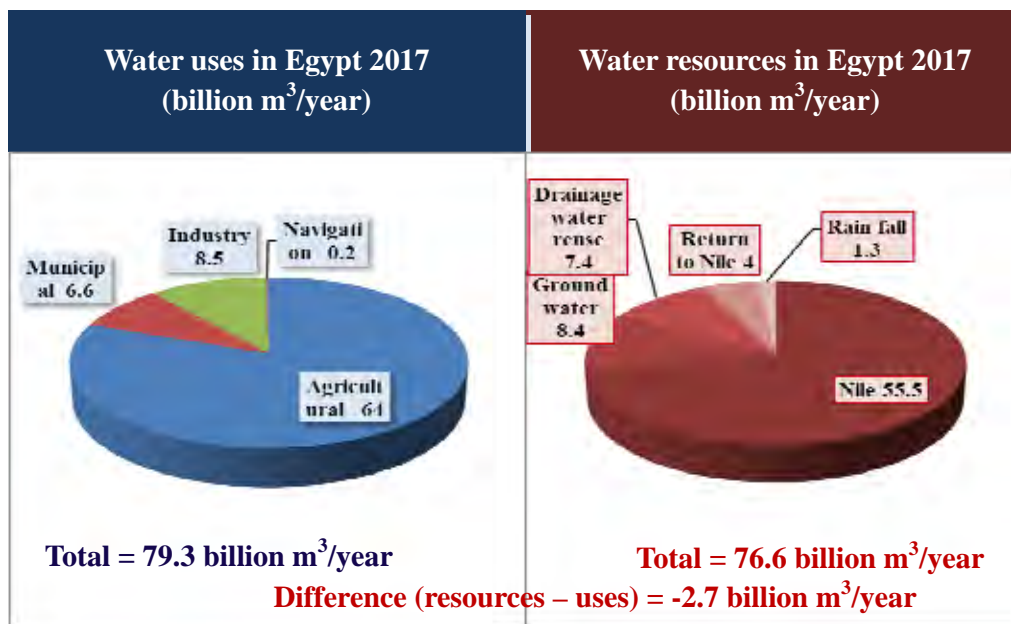 Water uses in Egypt 2017
(billion m³/year)
Water resources in Egypt 2017
(billion m³/year)
Industry
8.5
Navigati
on 0.2
Municip
al 6.6
Agricult
ural 64
Drainage
water
reuse
7.4
Return
to Nile 4
Rain fall
1.3
Ground
water
8.4
Nile 55.5
Total = 79.3 billion m³/year
Total = 76.6 billion m³/year
Difference (resources – uses) = -2.7 billion m³/year